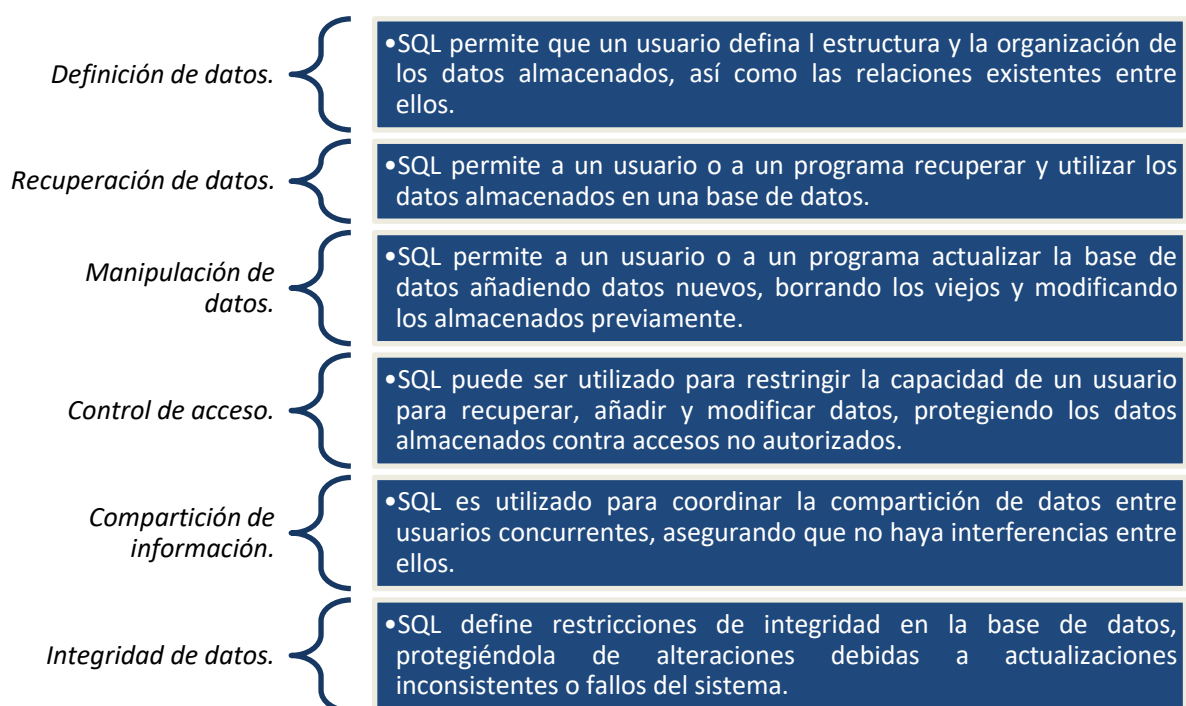 Definición de datos.
•SQL permite que un usuario defina l estructura y la organización de
los datos almacenados, así como las relaciones existentes entre
ellos.
Recuperación de datos.
•SQL permite a un usuario o a un programa recuperar y utilizar los
datos almacenados en una base de datos.
Manipulación de
datos.
•SQL permite a un usuario o a un programa actualizar la base de
datos añadiendo datos nuevos, borrando los viejos y modificando
los almacenados previamente.
Control de acceso.
•SQL puede ser utilizado para restringir la capacidad de un usuario
para recuperar, añadir y modificar datos, protegiendo los datos
almacenados contra accesos no autorizados.
Compartición de
información.
•SQL es utilizado para coordinar la compartición de datos entre
usuarios concurrentes, asegurando que no haya interferencias entre
ellos.
Integridad de datos.
•SQL define restricciones de integridad en la base de datos,
protegiéndola de alteraciones debidas a actualizaciones
inconsistentes o fallos del sistema.